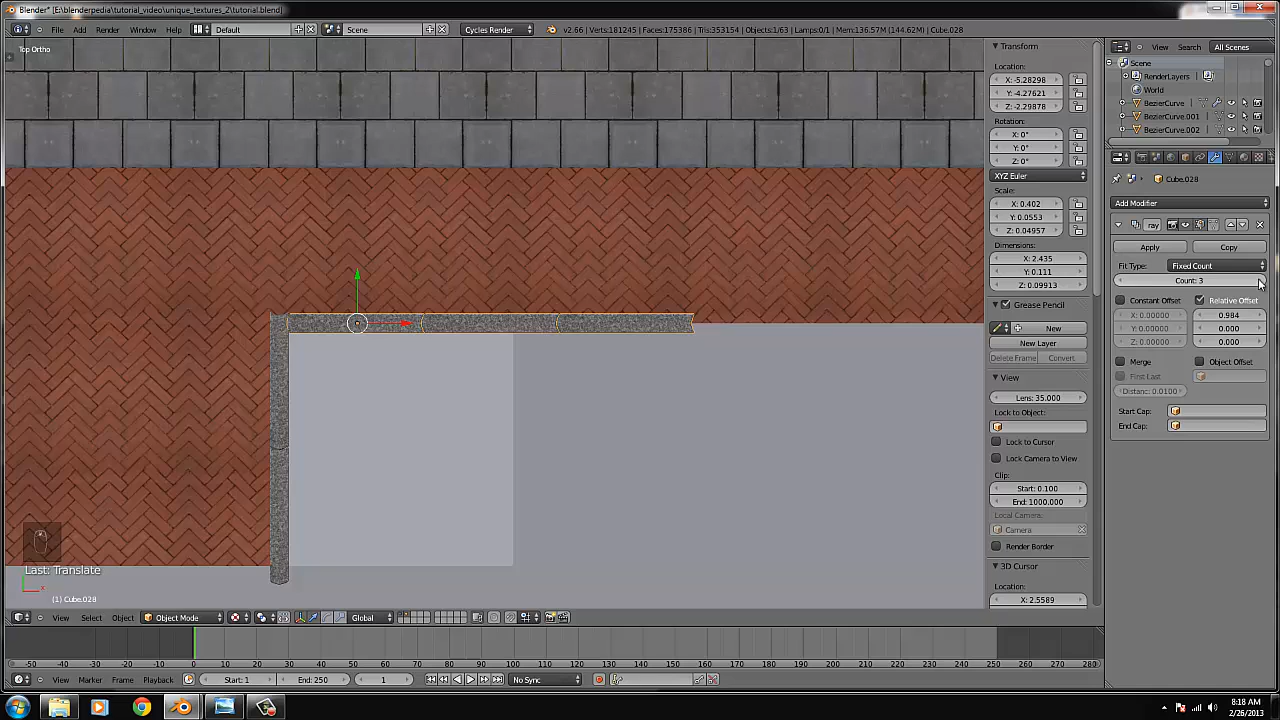 Blender* [E:\blenderpedia\tutorial_video\unique_textures_2\tutorial.blend]
File Add Render Window Help Default Scene Cycles Render v2.66 | Verts:181245 | Faces:175386 | Tris:353154 | Objects:1/63 | Lamps:0/1 | Mem:136.57M (144.62M) | Cube.028
View Search All Scenes
Top Ortho
Transform
Location:
X: -5.28298
Y: -4.27621
Z: -2.29878
Rotation:
X: 0°
Y: 0°
Z: 0°
XYZ Euler
Scale:
X: 0.402
Y: 0.0553
Z: 0.04957
Dimensions:
X: 2.435
Y: 0.111
Z: 0.09913
Grease Pencil
New
New Layer
Delete Frame Convert
View
Lens: 35.000
Lock to Object:
Lock to Cursor
Lock Camera to View
Clip:
Start: 0.100
End: 1000.000
Local Camera:
Camera
Render Border
3D Cursor
Location:
X: 2.5589
Scene
RenderLayers
World
BezierCurve
BezierCurve.001
BezierCurve.002
Cube.028
Add Modifier
ray
Apply Copy
Fit Type: Fixed Count
Count: 3
Constant Offset Relative Offset
X: 0.00000 0.984
Y: 0.00000 0.000
Z: 0.00000 0.000
Merge Object Offset
First Last
Distanc: 0.0100
Start Cap:
End Cap:
Last: Translate
x
(1) Cube.028
View Select Object Object Mode Global
-50 -40 -30 -20 -10 0 10 20 30 40 50 60 70 80 90 100 110 120 130 140 150 160 170 180 190 200 210 220 230 240 250 260 270 280
View Marker Frame Playback Start: 1 End: 250 1 No Sync
8:18 AM
2/26/2013